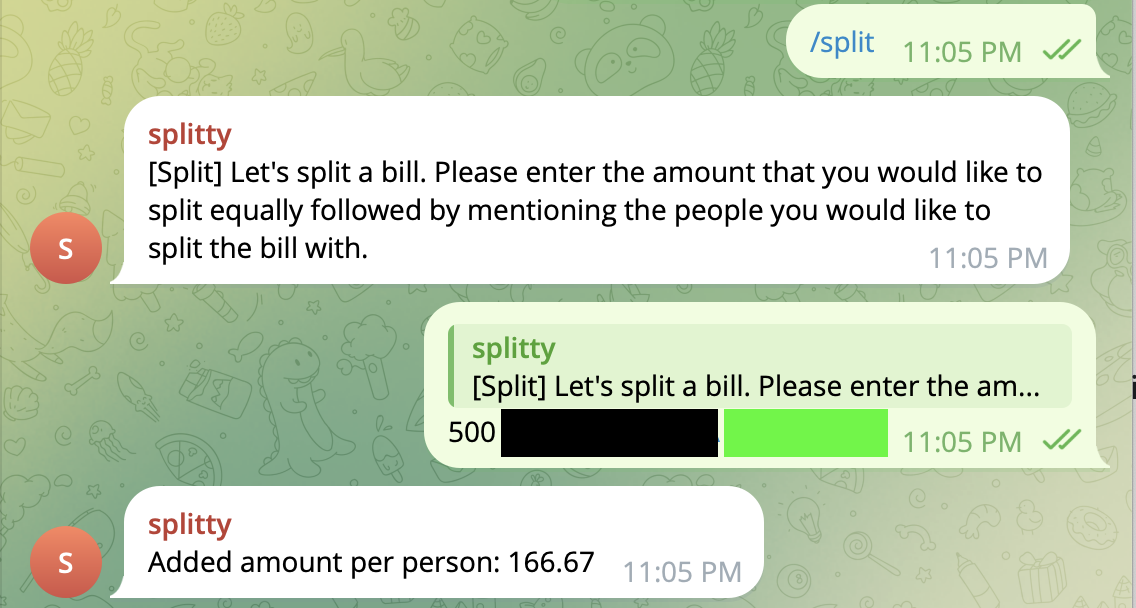 /split 11:05 PM
splitty
[Split] Let's split a bill. Please enter the amount that you would like to
split equally followed by mentioning the people you would like to
split the bill with.
11:05 PM
S
splitty
[Split] Let's split a bill. Please enter the am...
500 11:05 PM
splitty
Added amount per person: 166.67 11:05 PM
S